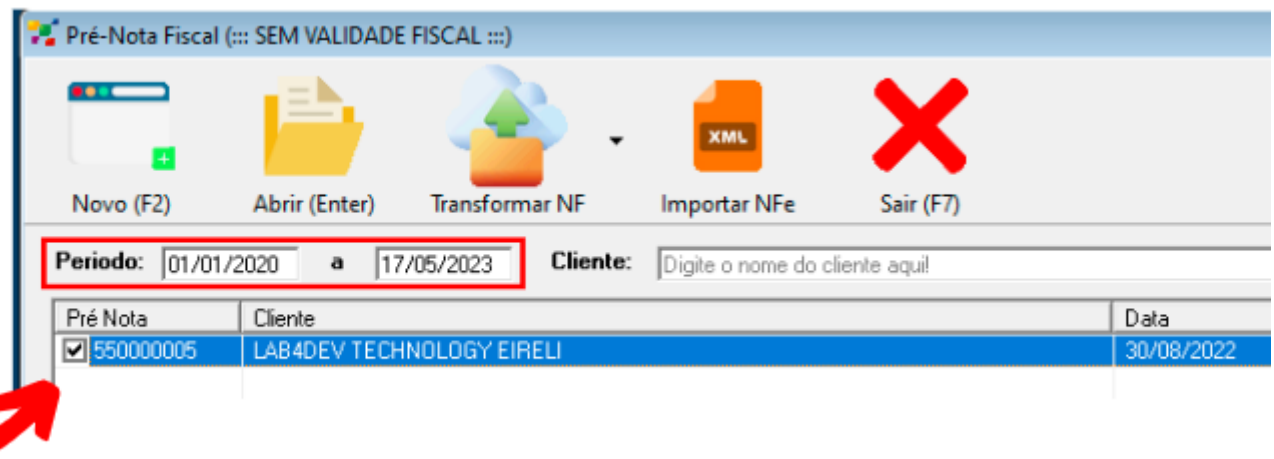 Pré-Nota Fiscal (::: SEM VALIDADE FISCAL :::)
XML
Novo (F2) Abrir (Enter) Transformar NF Importar NFe Sair (F7)
Periodo: 01/01/2020 a 17/05/2023 Cliente: Digite o nome do cliente aqui!
Pré Nota Cliente Data
550000005 LAB4DEV TECHNOLOGY EIRELI 30/08/2022